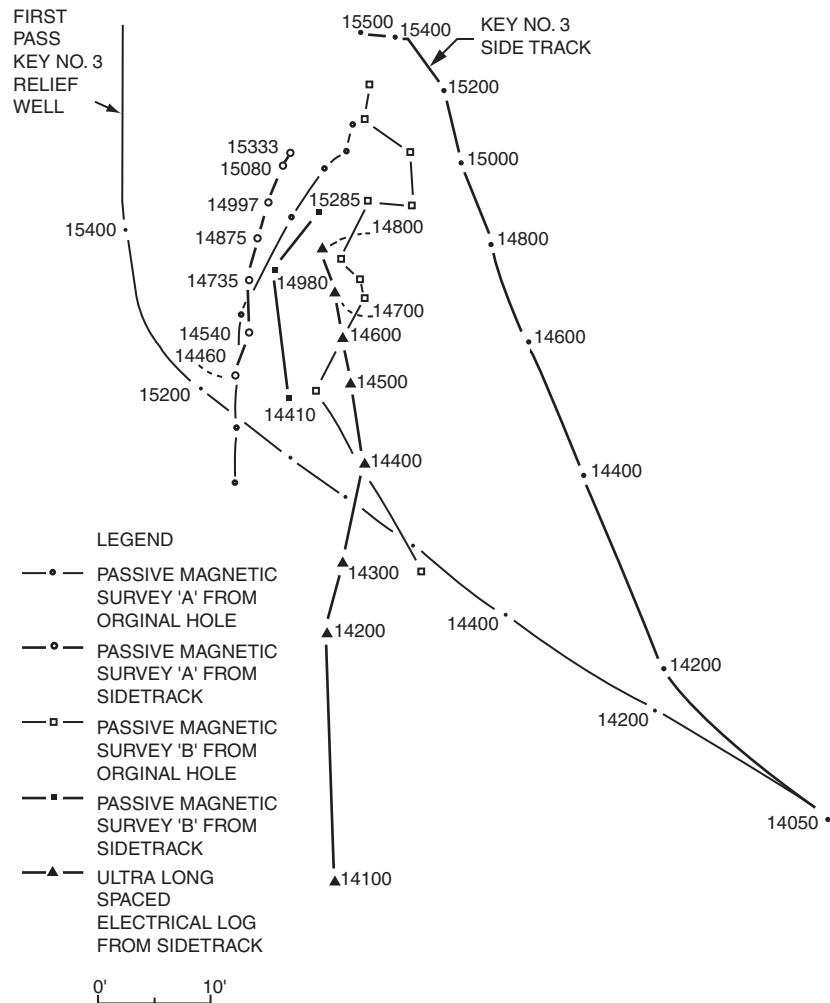 FIRST
PASS
KEY NO. 3
RELIEF
WELL
15500
15400
KEY NO. 3
SIDE TRACK
15200
15333
15080
15000
14997
15285
15400
14875
14800
14800
14735
14980
14700
14540
14600
14600
14460
15200
14500
14410
14400
14400
14300
14400
14200
14200
14200
14050
14100
LEGEND
PASSIVE MAGNETIC
SURVEY 'A' FROM
ORGINAL HOLE
PASSIVE MAGNETIC
SURVEY 'A' FROM
SIDETRACK
PASSIVE MAGNETIC
SURVEY 'B' FROM
ORGINAL HOLE
PASSIVE MAGNETIC
SURVEY 'B' FROM
SIDETRACK
ULTRA LONG
SPACED
ELECTRICAL LOG
FROM SIDETRACK
0' 10'